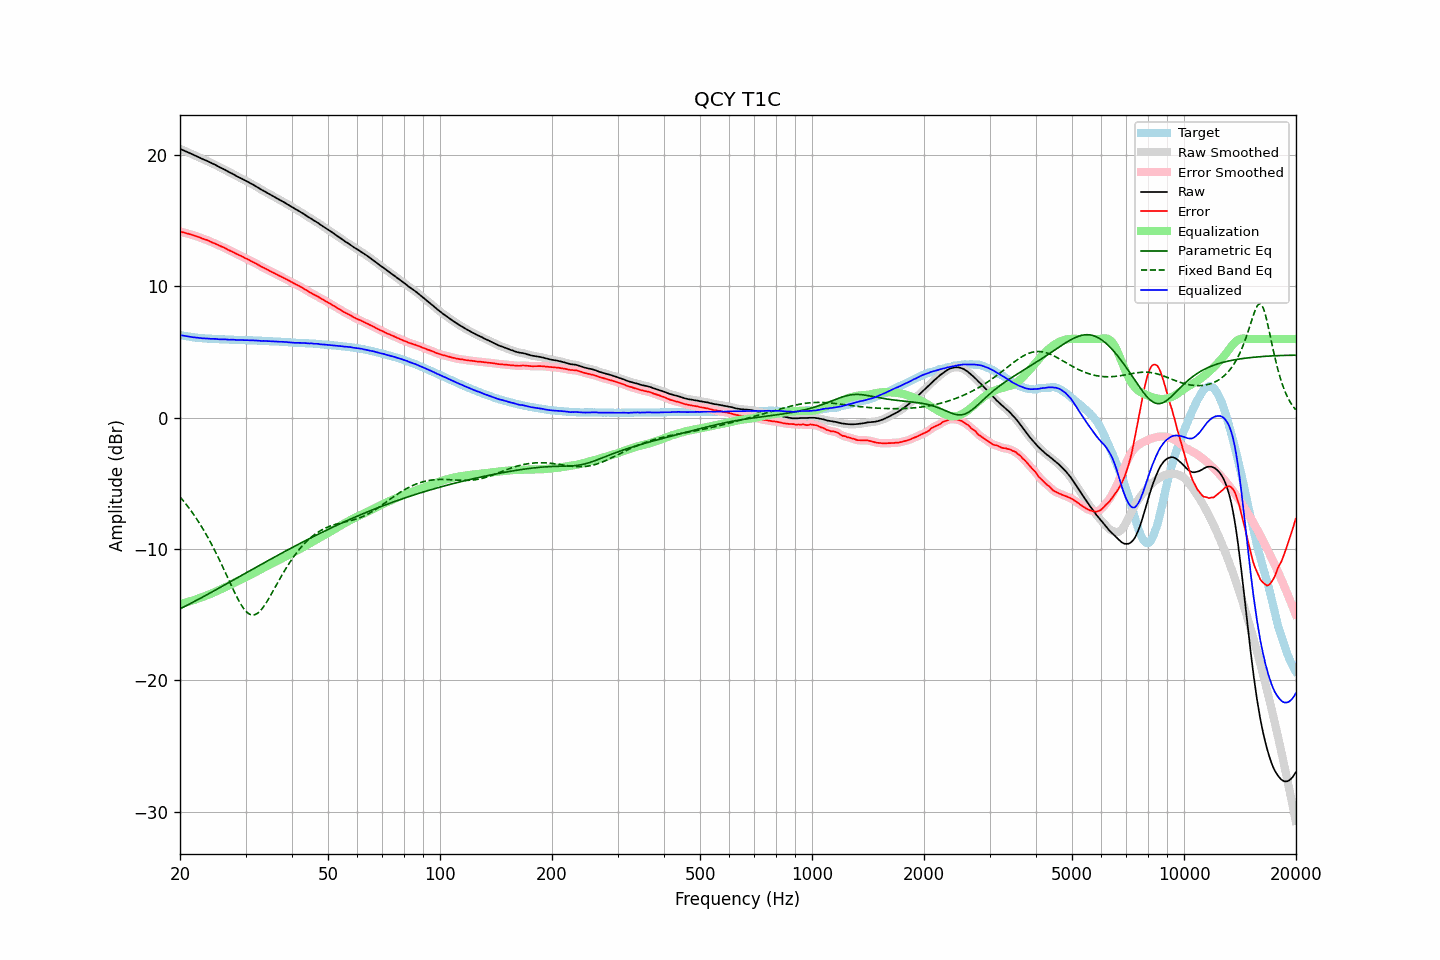 QCY T1C
Target
Raw Smoothed
Error Smoothed
Raw
Error
Equalization
Parametric Eq
Fixed Band Eq
Equalized
Amplitude (dBr)
20
10
0
−10
−20
−30
20 50 100 200 500 1000 2000 5000 10000 20000
Frequency (Hz)